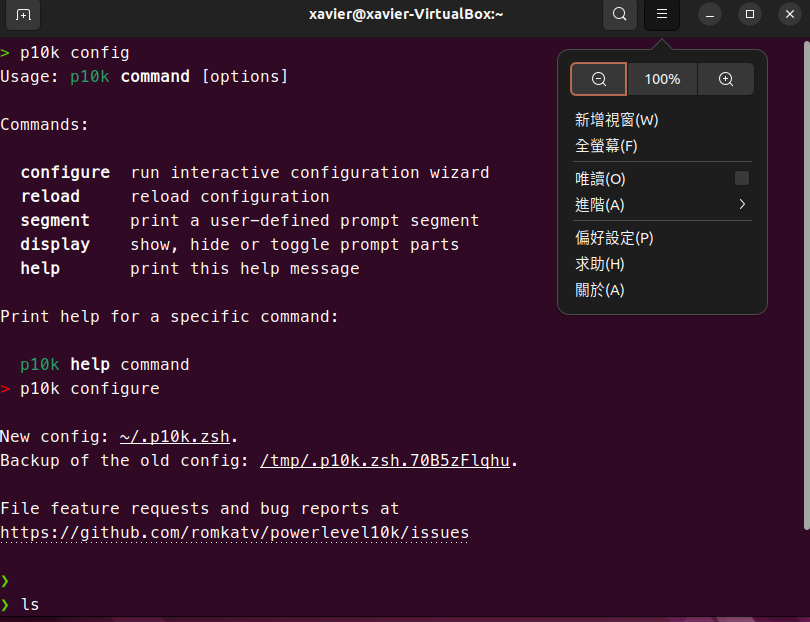 xavier@xavier-VirtualBox:~
> p10k config
Usage: p10k command [options]
Commands:
configure run interactive configuration wizard
reload reload configuration
segment print a user-defined prompt segment
display show, hide or toggle prompt parts
help print this help message
Print help for a specific command:
p10k help command
> p10k configure
New config: ~/.p10k.zsh.
Backup of the old config: /tmp/.p10k.zsh.70B5zFlqhu.
File feature requests and bug reports at
https://github.com/romkatv/powerlevel10k/issues
❯
❯ ls
100%
新增視窗(W)
全螢幕(F)
唯讀(O)
進階(A)
偏好設定(P)
求助(H)
關於(A)